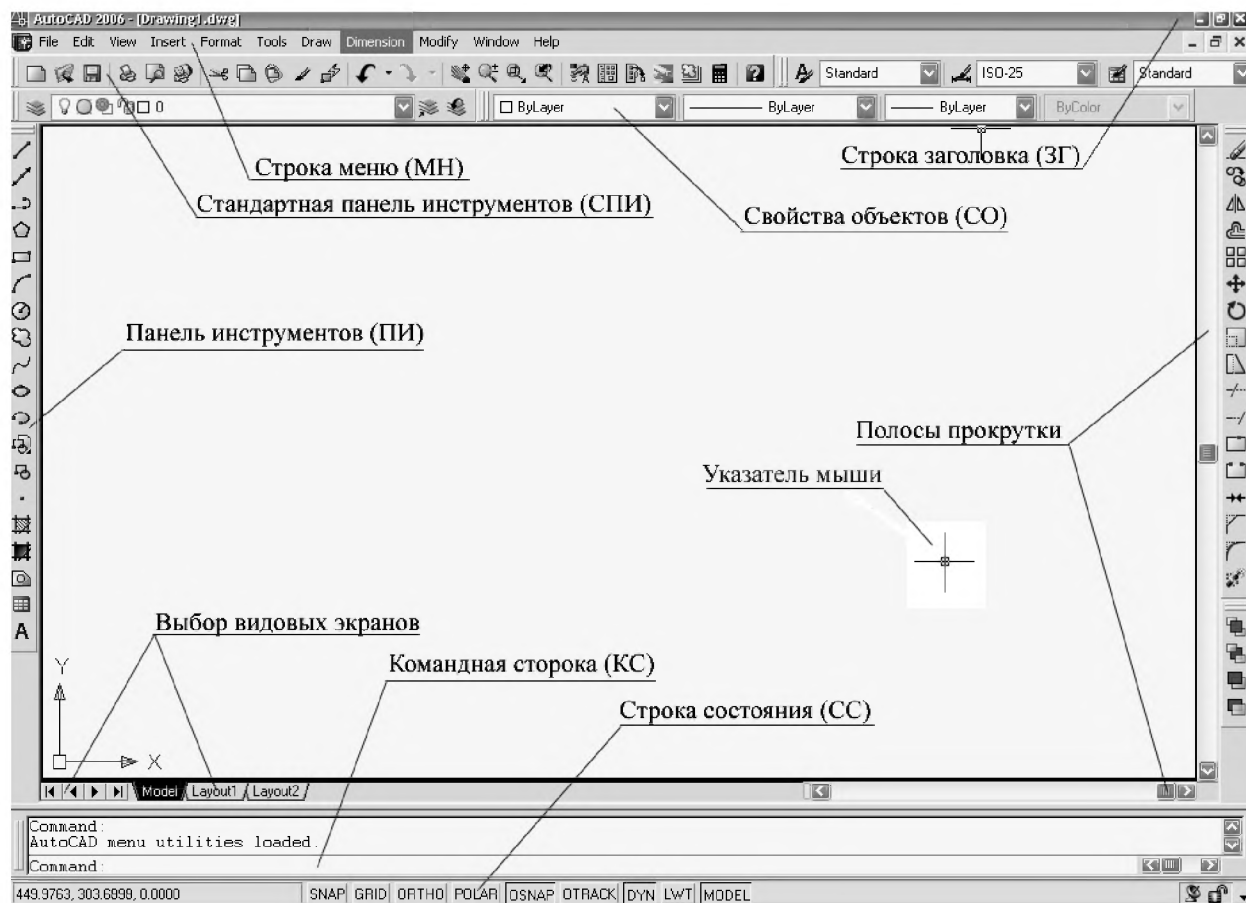 AutoCAD 2006 - [Drawing1.dwg]
File Edit View Insert Format Tools Draw Dimension Modify Window Help
Standard ISO-25 Standard
0 ByLayer ByLayer ByLayer ByColor
Строка меню (МН)
Строка заголовка (ЗГ)
Стандартная панель инструментов (СПИ)
Свойства объектов (СО)
Панель инструментов (ПИ)
Полосы прокрутки
Указатель мыши
Выбор видовых экранов
Командная сторока (КС)
Строка состояния (СС)
Y
X
A
Model Layout1 Layout2
Command:
AutoCAD menu utilities loaded.
Command:
449.9763, 303.6998, 0.0000 SNAP GRID ORTHO POLAR OSNAP OTRACK DYN LWT MODEL